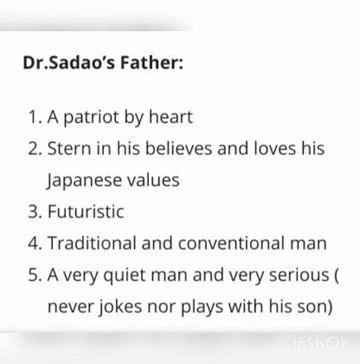 Dr.Sadao's Father:
1. A patriot by heart
2. Stern in his believes and loves his
Japanese values
3. Futuristic
4. Traditional and conventional man
5. A very quiet man and very serious (
never jokes nor plays with his son)
InShOt